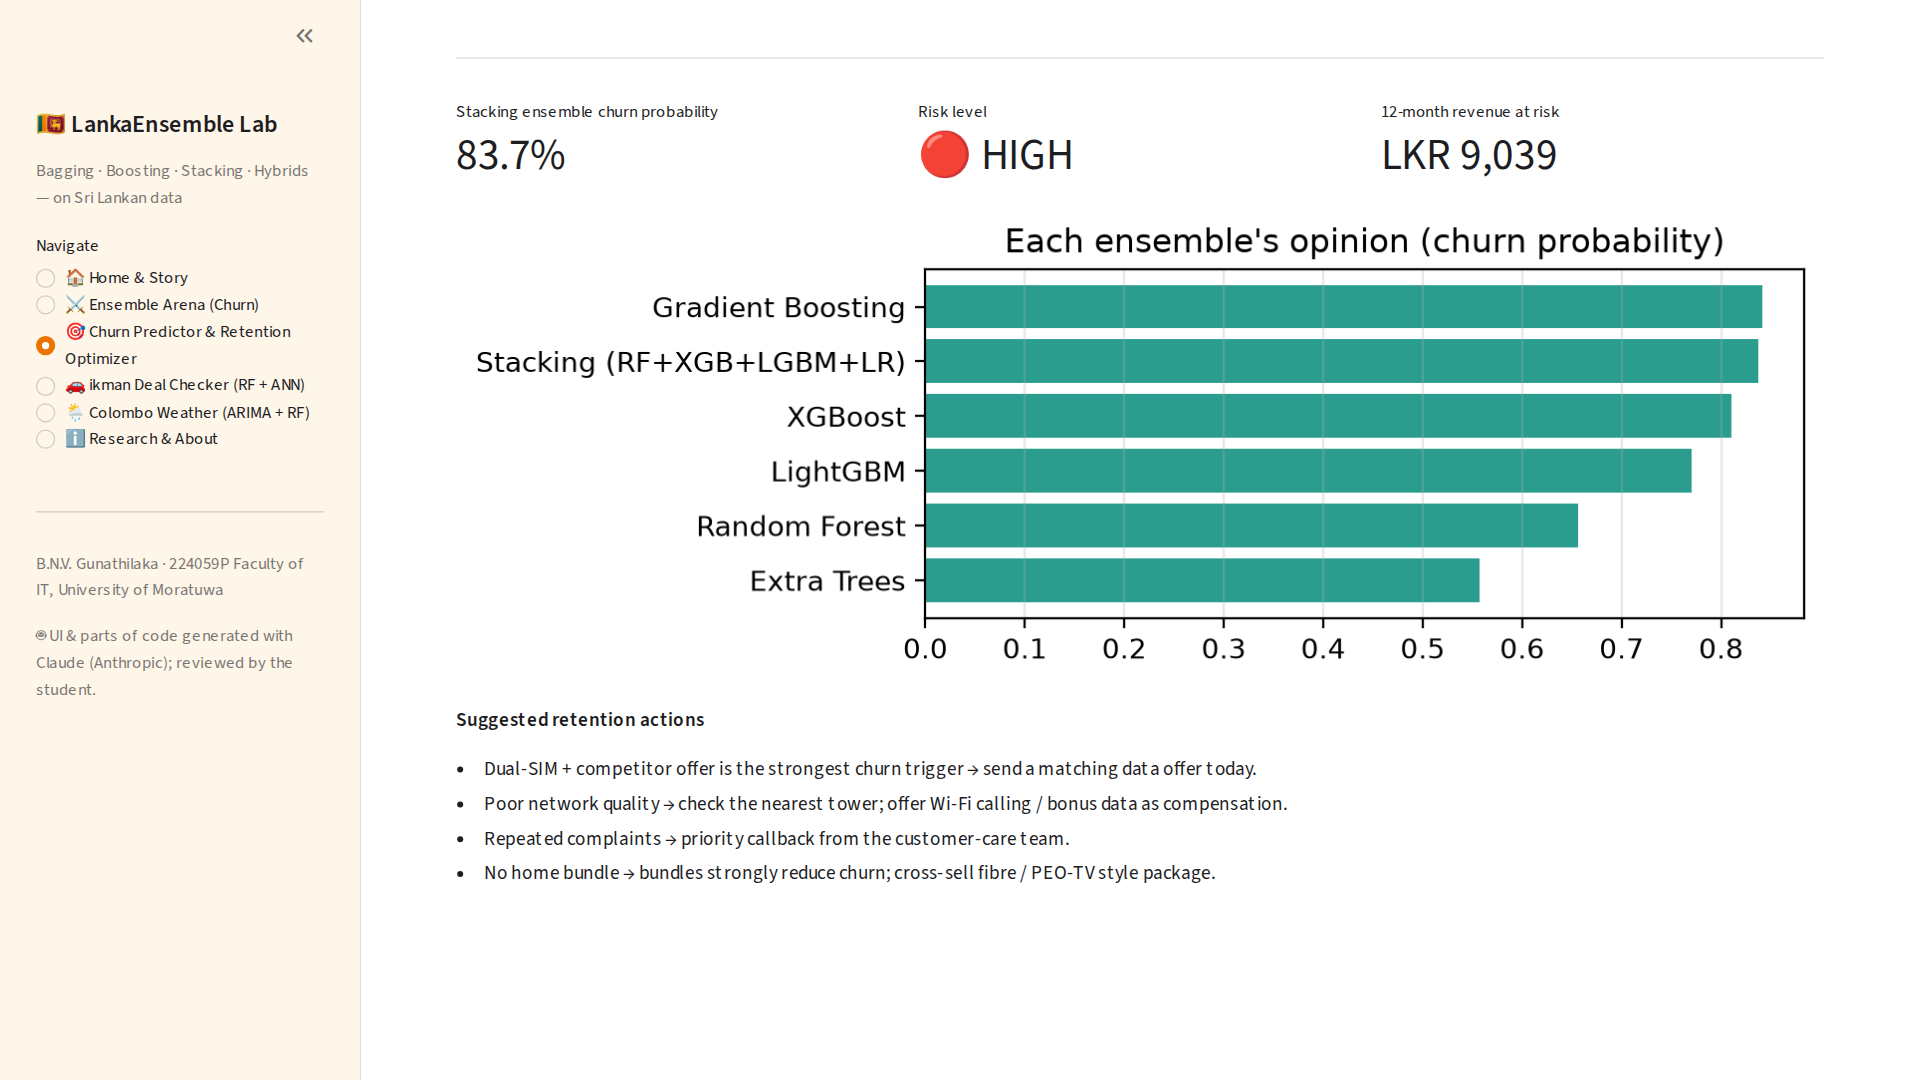 🇱🇰 LankaEnsemble Lab
Bagging · Boosting · Stacking · Hybrids
— on Sri Lankan data
Navigate
🏠 Home & Story
⚔️ Ensemble Arena (Churn)
🎯 Churn Predictor & Retention
Optimizer
🚗 ikman Deal Checker (RF + ANN)
🌦️ Colombo Weather (ARIMA + RF)
ℹ️ Research & About
B.N.V. Gunathilaka · 224059P Faculty of
IT, University of Moratuwa
UI & parts of code generated with
Claude (Anthropic); reviewed by the
student.
Stacking ensemble churn probability
83.7%
Risk level
🔴 HIGH
12-month revenue at risk
LKR 9,039
Each ensemble's opinion (churn probability)
Gradient Boosting
Stacking (RF+XGB+LGBM+LR)
XGBoost
LightGBM
Random Forest
Extra Trees
0.0 0.1 0.2 0.3 0.4 0.5 0.6 0.7 0.8
Suggested retention actions
• Dual-SIM + competitor offer is the strongest churn trigger → send a matching data offer today.
• Poor network quality → check the nearest tower; offer Wi-Fi calling / bonus data as compensation.
• Repeated complaints → priority callback from the customer-care team.
• No home bundle → bundles strongly reduce churn; cross-sell fibre / PEO-TV style package.